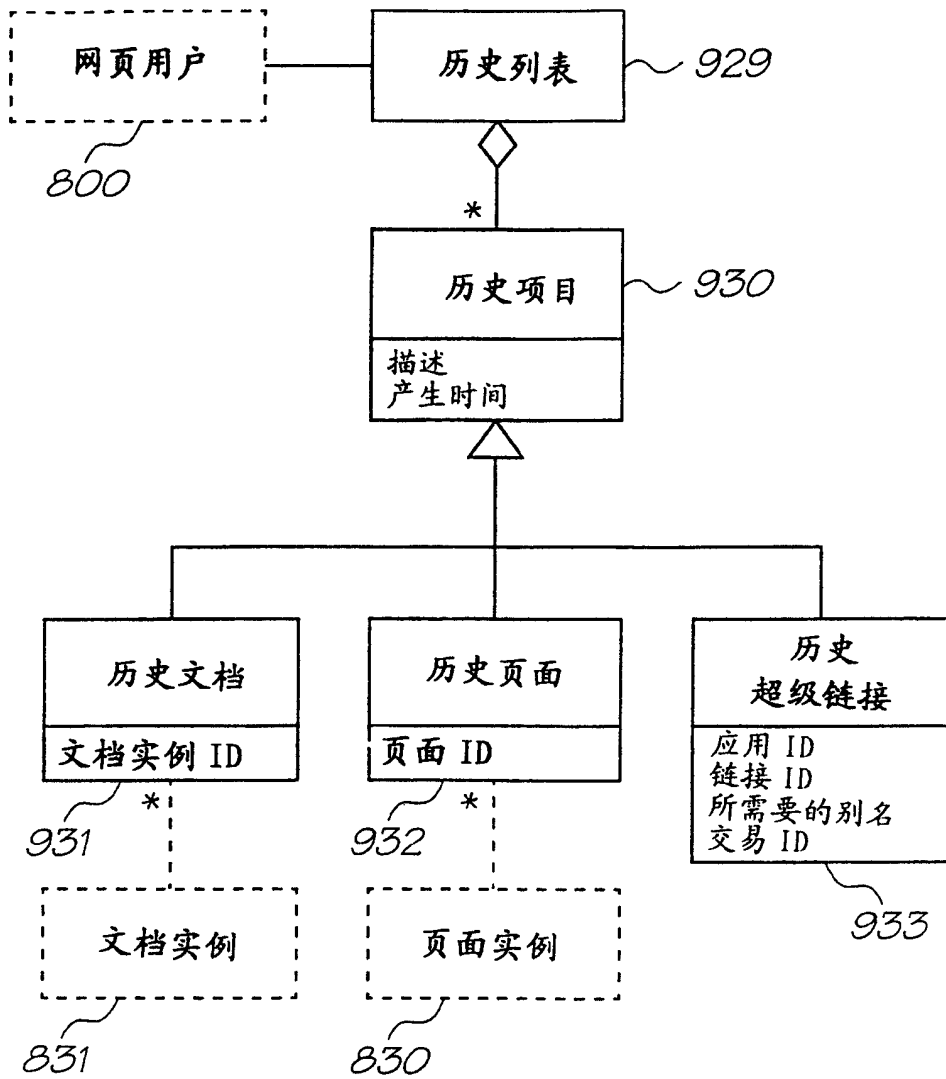 网页用户
历史列表
929
800
*
历史项目
930
描述
产生时间
历史文档
历史页面
历史
超级链接
文档实例 ID
页面 ID
应用 ID
链接 ID
所需要的别名
交易 ID
*
*
931
932
933
文档实例
页面实例
831
830